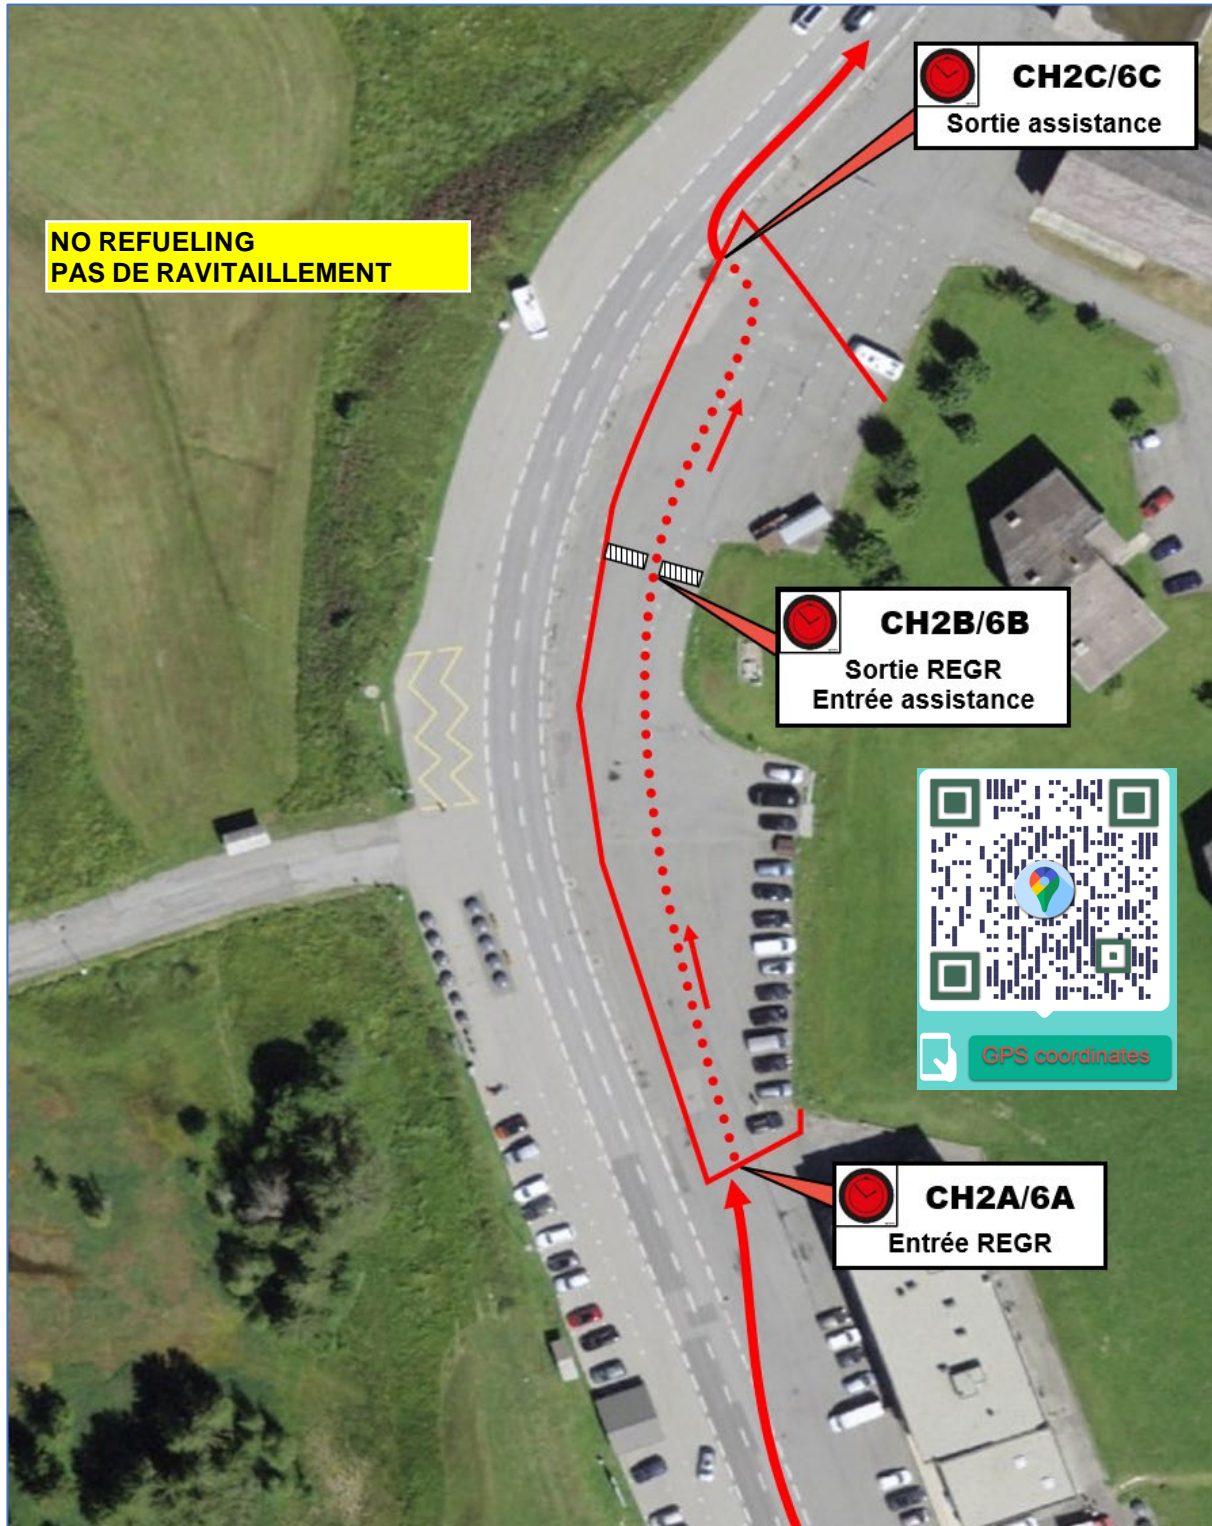 CH2C/6C
Sortie assistance
NO REFUELING
PAS DE RAVITAILLEMENT
CH2B/6B
Sortie REGR
Entrée assistance
GPS coordinates
CH2A/6A
Entrée REGR